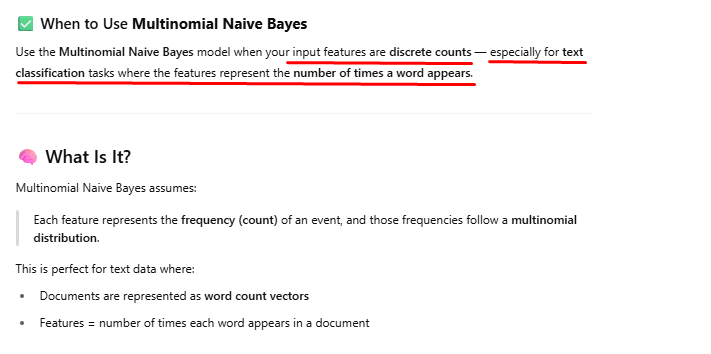 ✅ When to Use Multinomial Naive Bayes
Use the Multinomial Naive Bayes model when your input features are discrete counts — especially for text
classification tasks where the features represent the number of times a word appears.
🧠 What Is It?
Multinomial Naive Bayes assumes:
Each feature represents the frequency (count) of an event, and those frequencies follow a multinomial
distribution.
This is perfect for text data where:
• Documents are represented as word count vectors
• Features = number of times each word appears in a document